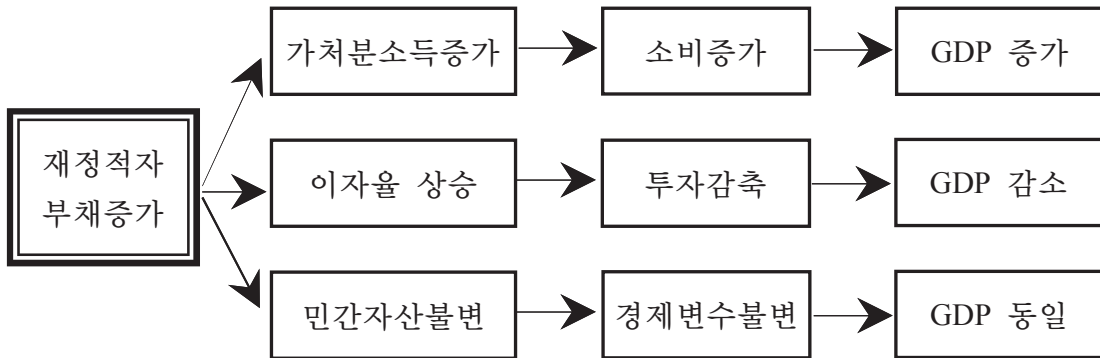 가처분소득증가
소비증가
GDP 증가
재정적자
부채증가
이자율 상승
투자감축
GDP 감소
민간자산불변
경제변수불변
GDP 동일